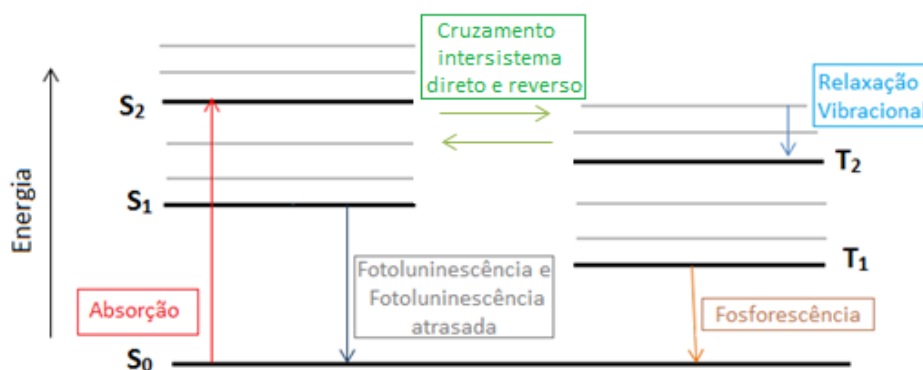 Cruzamento
intersistema
direto e reverso
Relaxação
Vibracional
S2
T2
S1
T1
Energia
Fotoluninescência e
Fotoluninescência
atrasada
Absorção
Fosforescência
S0